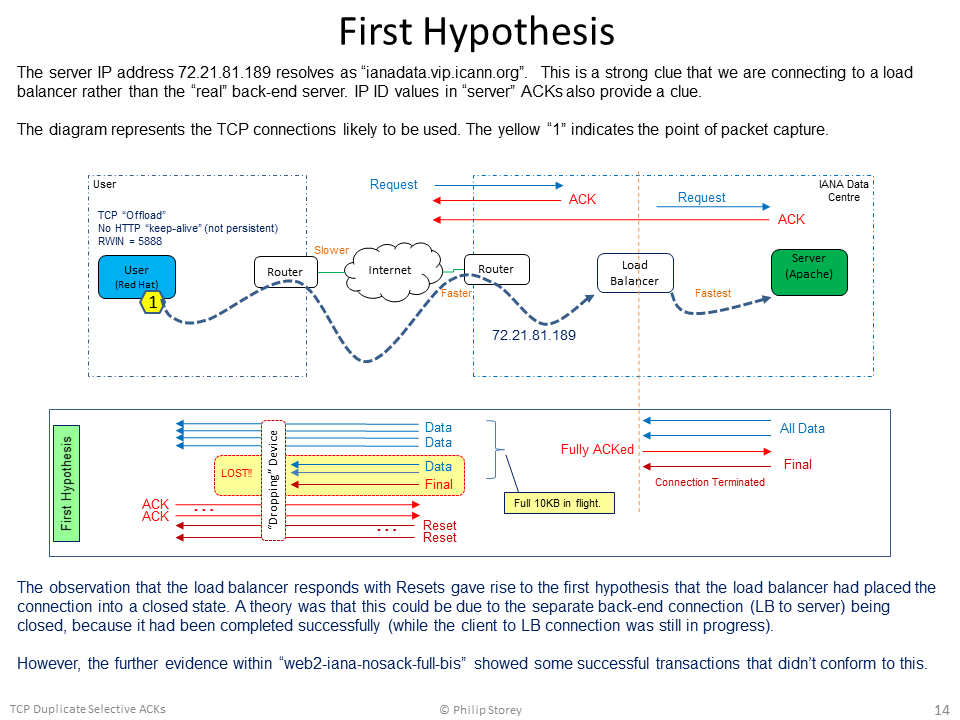 First Hypothesis
The server IP address 72.21.81.189 resolves as “ianadata.vip.icann.org”. This is a strong clue that we are connecting to a load
balancer rather than the “real” back-end server. IP ID values in “server” ACKs also provide a clue.
The diagram represents the TCP connections likely to be used. The yellow “1” indicates the point of packet capture.
User
Request
IANA Data
Centre
ACK
Request
ACK
TCP “Offload”
No HTTP “keep-alive” (not persistent)
RWIN = 5888
Slower
User
(Red Hat)
1
Router
Internet
Router
Load
Balancer
Server
(Apache)
Faster
Fastest
72.21.81.189
First Hypothesis
"Dropping" Device
Data
Data
LOST!!
Data
Final
Full 10KB in flight.
ACK
ACK
...
...
Reset
Reset
All Data
Fully ACKed
Final
Connection Terminated
The observation that the load balancer responds with Resets gave rise to the first hypothesis that the load balancer had placed the
connection into a closed state. A theory was that this could be due to the separate back-end connection (LB to server) being
closed, because it had been completed successfully (while the client to LB connection was still in progress).
However, the further evidence within “web2-iana-nosack-full-bis” showed some successful transactions that didn’t conform to this.
TCP Duplicate Selective ACKs
© Philip Storey
14